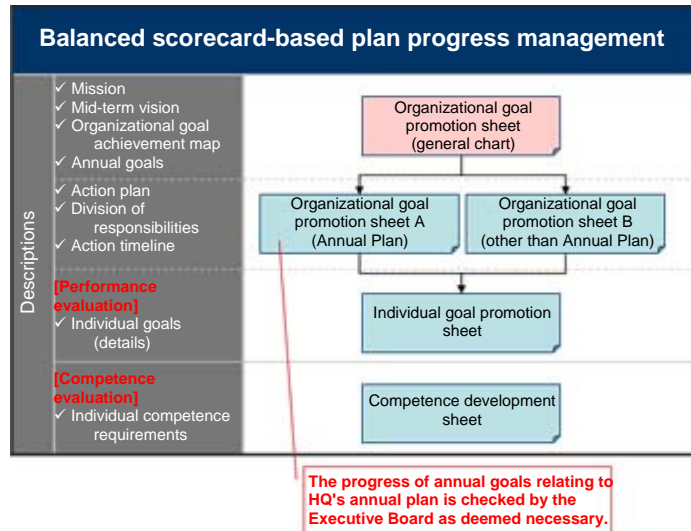 Balanced scorecard-based plan progress management
Descriptions
✓ Mission
✓ Mid-term vision
✓ Organizational goal
achievement map
✓ Annual goals
Organizational goal
promotion sheet
(general chart)
✓ Action plan
✓ Division of
responsibilities
✓ Action timeline
Organizational goal
promotion sheet A
(Annual Plan)
Organizational goal
promotion sheet B
(other than Annual Plan)
[Performance
evaluation]
✓ Individual goals
(details)
Individual goal promotion
sheet
[Competence
evaluation]
✓ Individual competence
requirements
Competence development
sheet
The progress of annual goals relating to
HQ's annual plan is checked by the
Executive Board as deemed necessary.